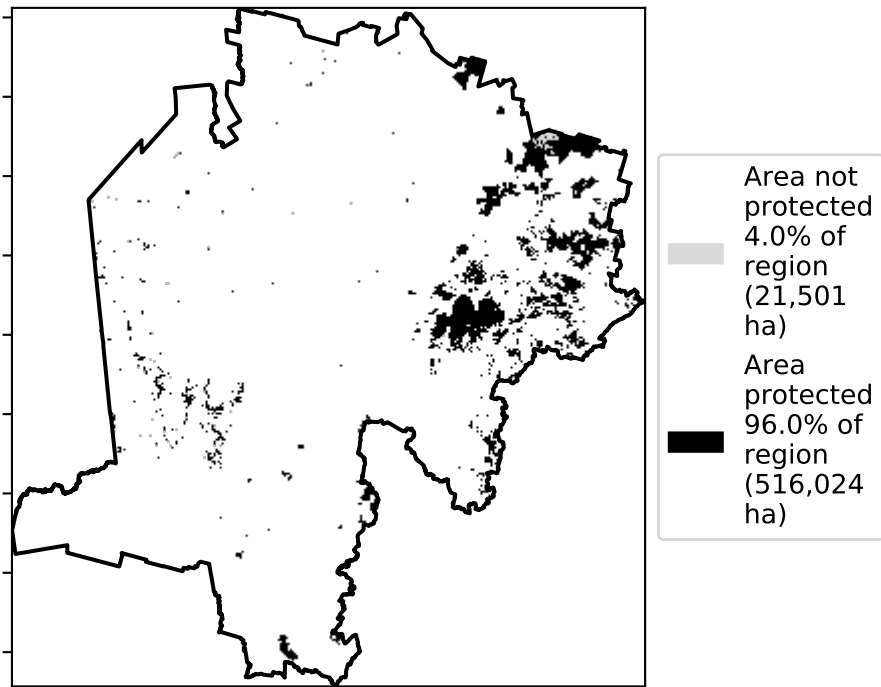 Area not
protected
4.0% of
region
(21,501
ha)
Area
protected
96.0% of
region
(516,024
ha)